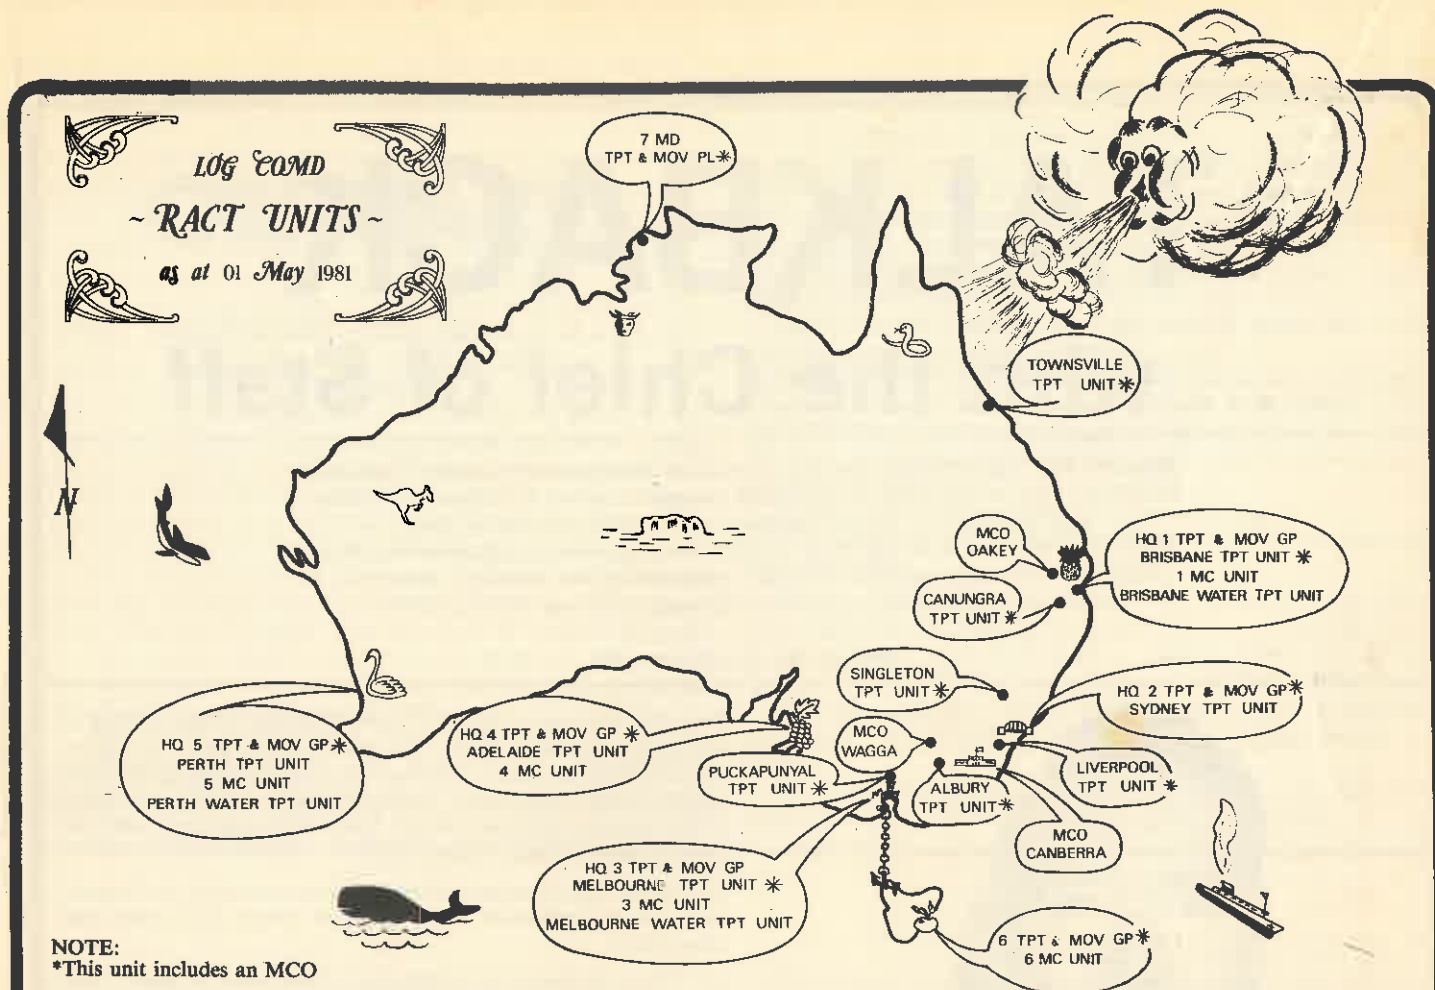 LOG COMD
~ RACT UNITS ~
as at 01 May 1981
7 MD
TPT & MOV PL*
TOWNSVILLE
TPT UNIT*
N
MCO
OAKEY
HQ 1 TPT & MOV GP
BRISBANE TPT UNIT *
1 MC UNIT
BRISBANE WATER TPT UNIT
CANUNGRA
TPT UNIT*
SINGLETON
TPT UNIT*
HQ 2 TPT & MOV GP*
SYDNEY TPT UNIT
MCO
WAGGA
HQ 5 TPT & MOV GP*
PERTH TPT UNIT
5 MC UNIT
PERTH WATER TPT UNIT
HQ 4 TPT & MOV GP *
ADELAIDE TPT UNIT
4 MC UNIT
PUCKAPUNYAL
TPT UNIT*
ALBURY
TPT UNIT*
LIVERPOOL
TPT UNIT *
MCO
CANBERRA
HQ 3 TPT & MOV GP
MELBOURNE TPT UNIT *
3 MC UNIT
MELBOURNE WATER TPT UNIT
6 TPT & MOV GP*
6 MC UNIT
NOTE:
*This unit includes an MCO